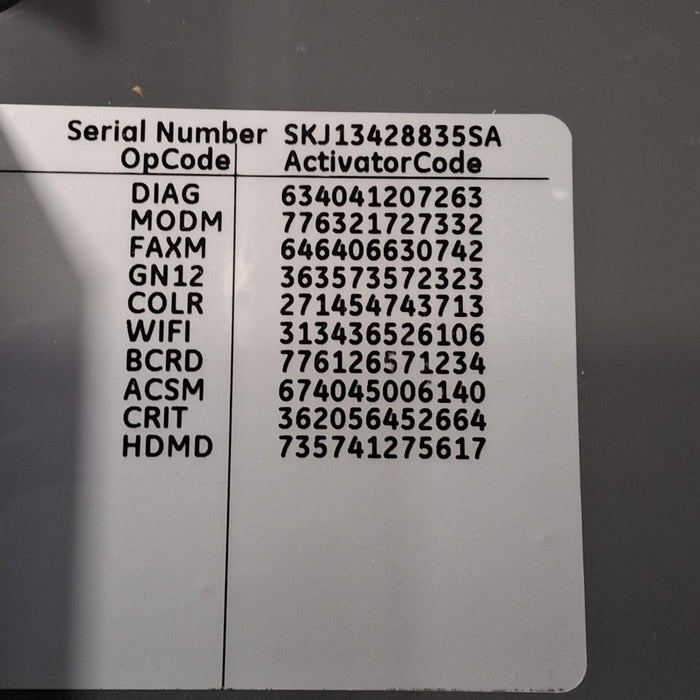 Serial Number SKJ13428835SA
OpCode ActivatorCode
DIAG 634041207263
MODM 776321727332
FAXM 646406630742
GN12 363573572323
COLR 271454743713
WIFI 313436526106
BCRD 776126571234
ACSM 674045006140
CRIT 362056452664
HDMD 735741275617